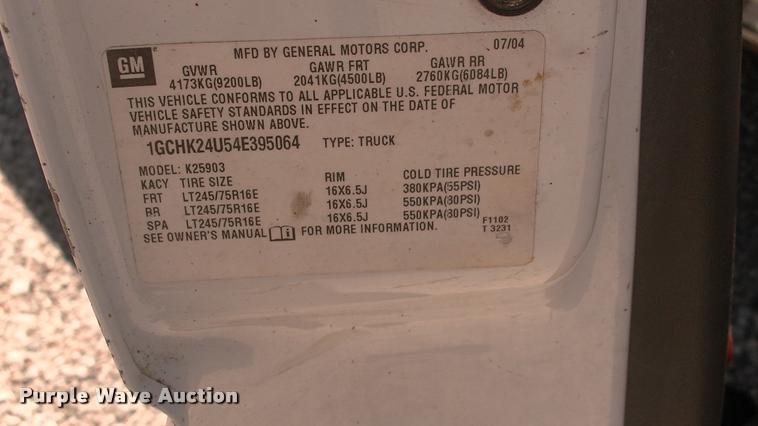 GM
MFD BY GENERAL MOTORS CORP. 07/04
GVWR GAWR FRT GAWR RR
4173KG(9200LB) 2041KG(4500LB) 2760KG(6084LB)
THIS VEHICLE CONFORMS TO ALL APPLICABLE U.S. FEDERAL MOTOR
VEHICLE SAFETY STANDARDS IN EFFECT ON THE DATE OF
MANUFACTURE SHOWN ABOVE.
1GCHK24U54E395064 TYPE: TRUCK
MODEL: K25903
KACY TIRE SIZE RIM COLD TIRE PRESSURE
FRT LT245/75R16E 16X6.5J 380KPA(55PSI)
RR LT245/75R16E 16X6.5J 550KPA(80PSI)
SPA LT245/75R16E 16X6.5J 550KPA(80PSI)
SEE OWNER'S MANUAL FOR MORE INFORMATION.
F1102
T 3231
Purple Wave Auction